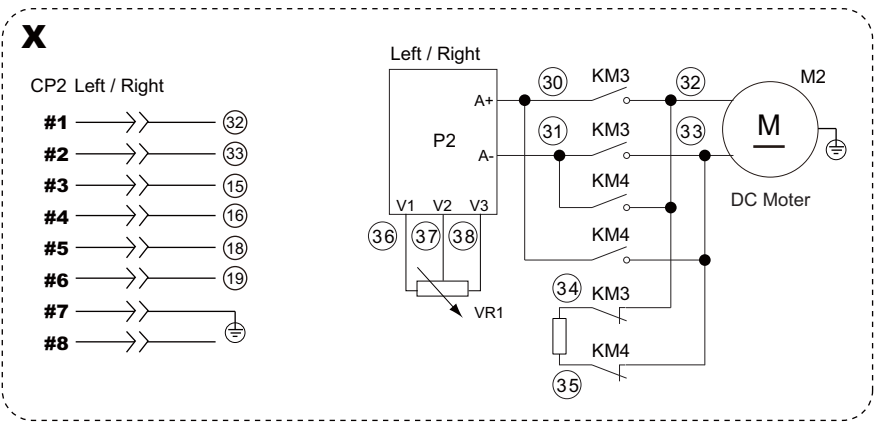 X
CP2 Left / Right
#1 32
#2 33
#3 15
#4 16
#5 18
#6 19
#7
#8
Left / Right
P2
A+
A-
V1 V2 V3
36 37 38
VR1
30 KM3 32
31 KM3 33
KM4
KM4
34 KM3
KM4
35
M2
M
DC Moter